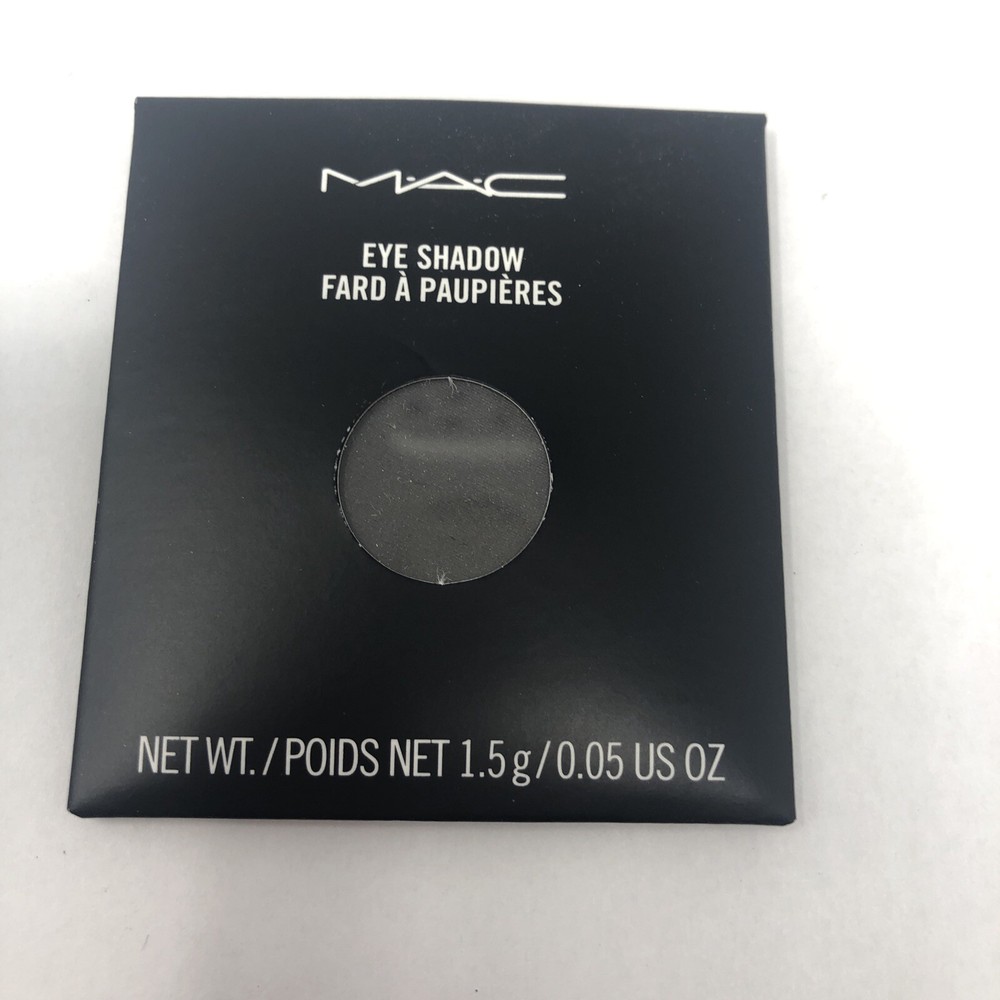 M·A·C
EYE SHADOW
FARD À PAUPIÈRES
NET WT. / POIDS NET 1.5 g / 0.05 US OZ